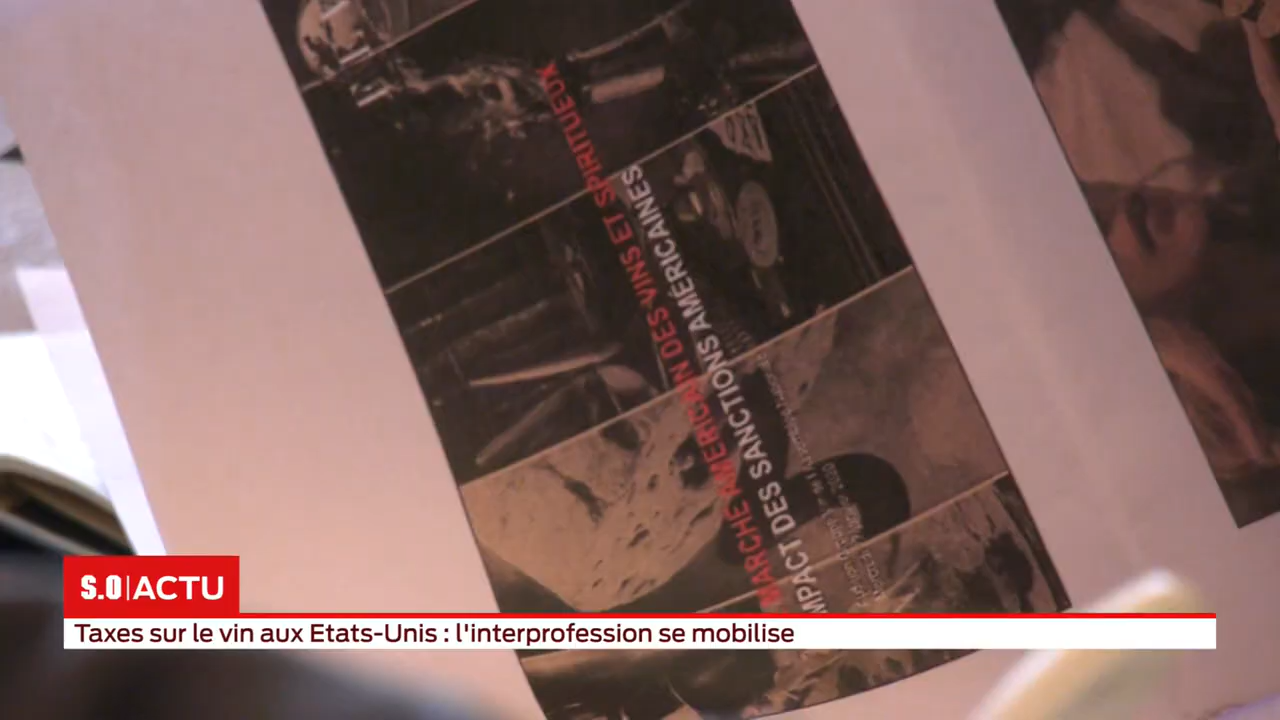 MARCHÉ AMÉRICAIN DES VINS ET SPIRITUEUX
IMPACT DES SANCTIONS AMÉRICAINES
S.O|ACTU
Taxes sur le vin aux Etats-Unis : l'interprofession se mobilise